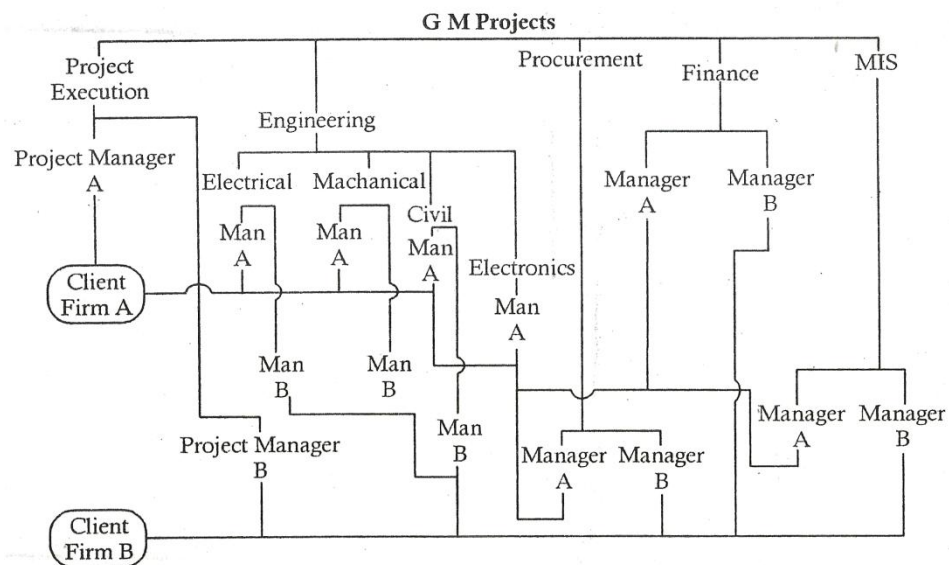 G M Projects
Project
Execution
Procurement
Finance
MIS
Engineering
Project Manager
A
Electrical
Machanical
Civil
Electronics
Manager
A
Manager
B
Man
A
Man
A
Man
A
Man
A
Client
Firm A
Man
B
Man
B
Man
B
Project Manager
B
Manager
A
Manager
B
Manager
A
Manager
B
Client
Firm B